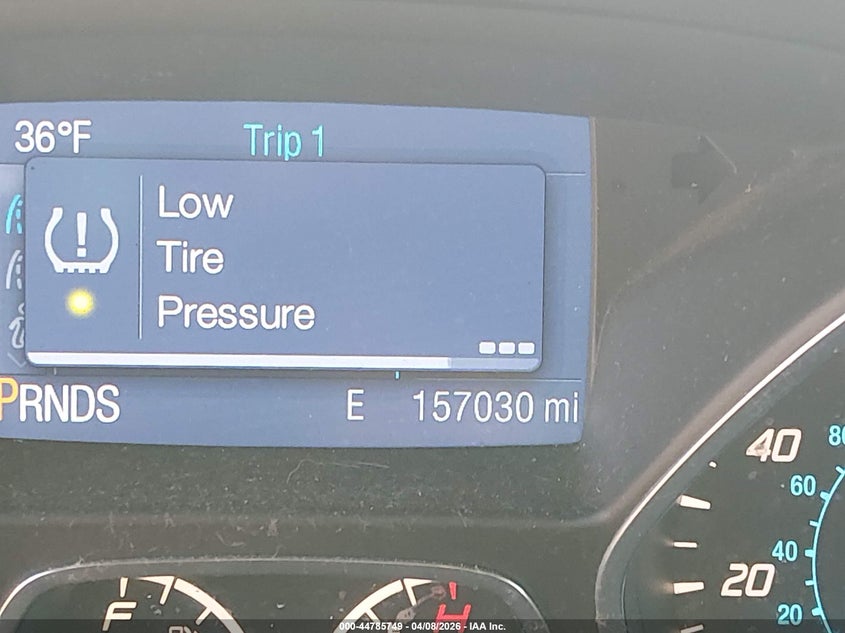 36°F
Trip 1
Low
Tire
Pressure
PRNDS
E
157030 mi
40
80
60
40
20
20
F
H
000-44785749 - 04/08/2026 - IAA Inc.